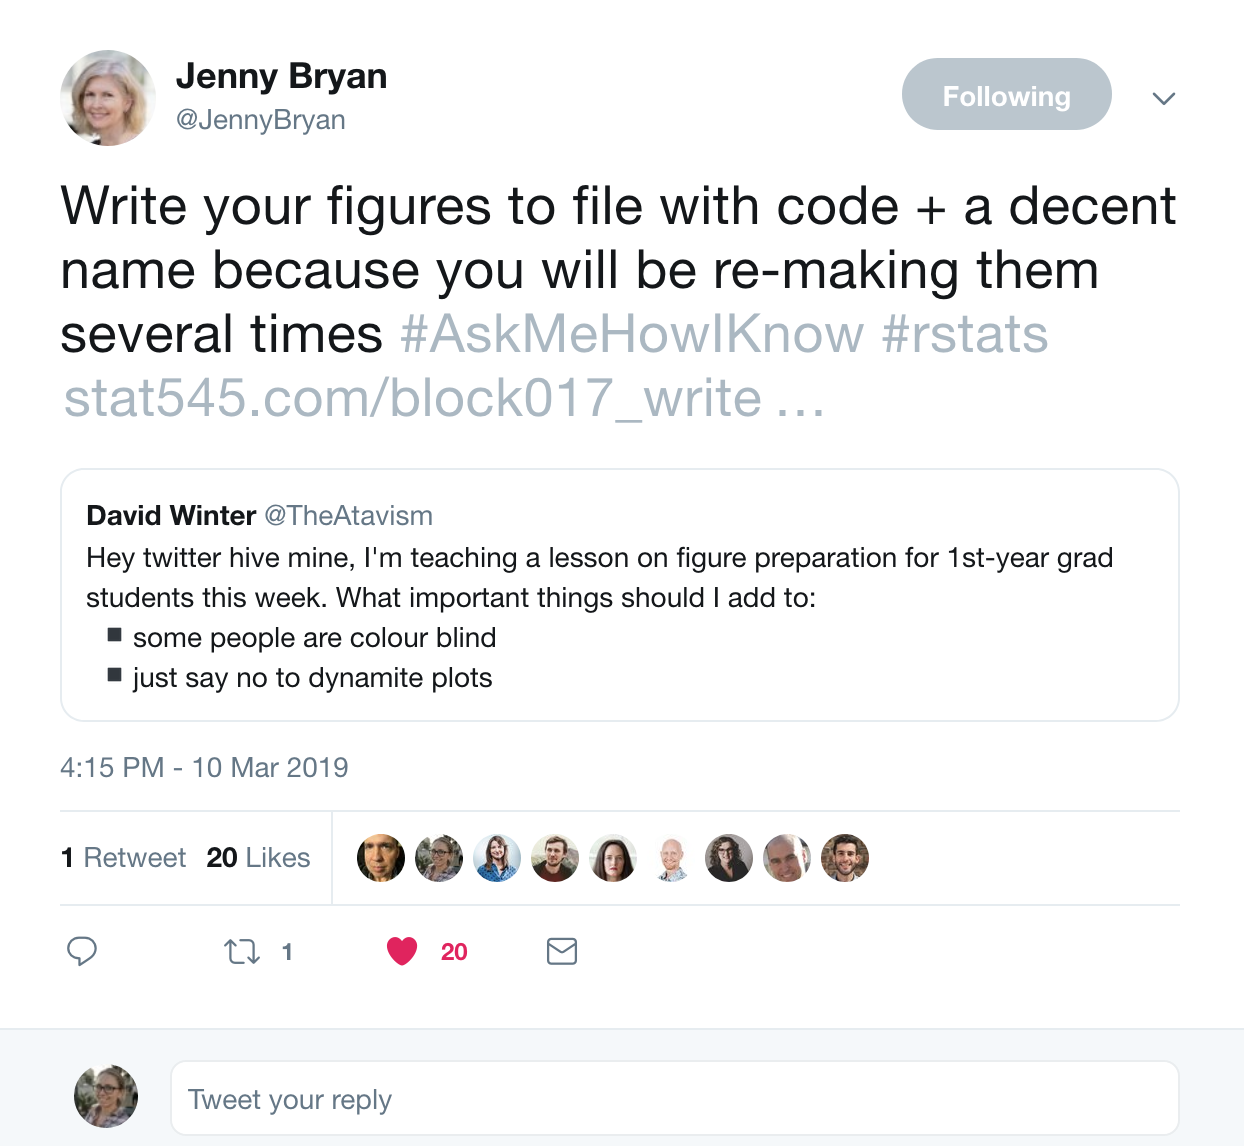 Jenny Bryan
@JennyBryan
Following
Write your figures to file with code + a decent
name because you will be re-making them
several times #AskMeHowIKnow #rstats
stat545.com/block017_write ...
David Winter @TheAtavism
Hey twitter hive mine, I'm teaching a lesson on figure preparation for 1st-year grad
students this week. What important things should I add to:
▪ some people are colour blind
▪ just say no to dynamite plots
4:15 PM - 10 Mar 2019
1 Retweet 20 Likes
1 20
Tweet your reply